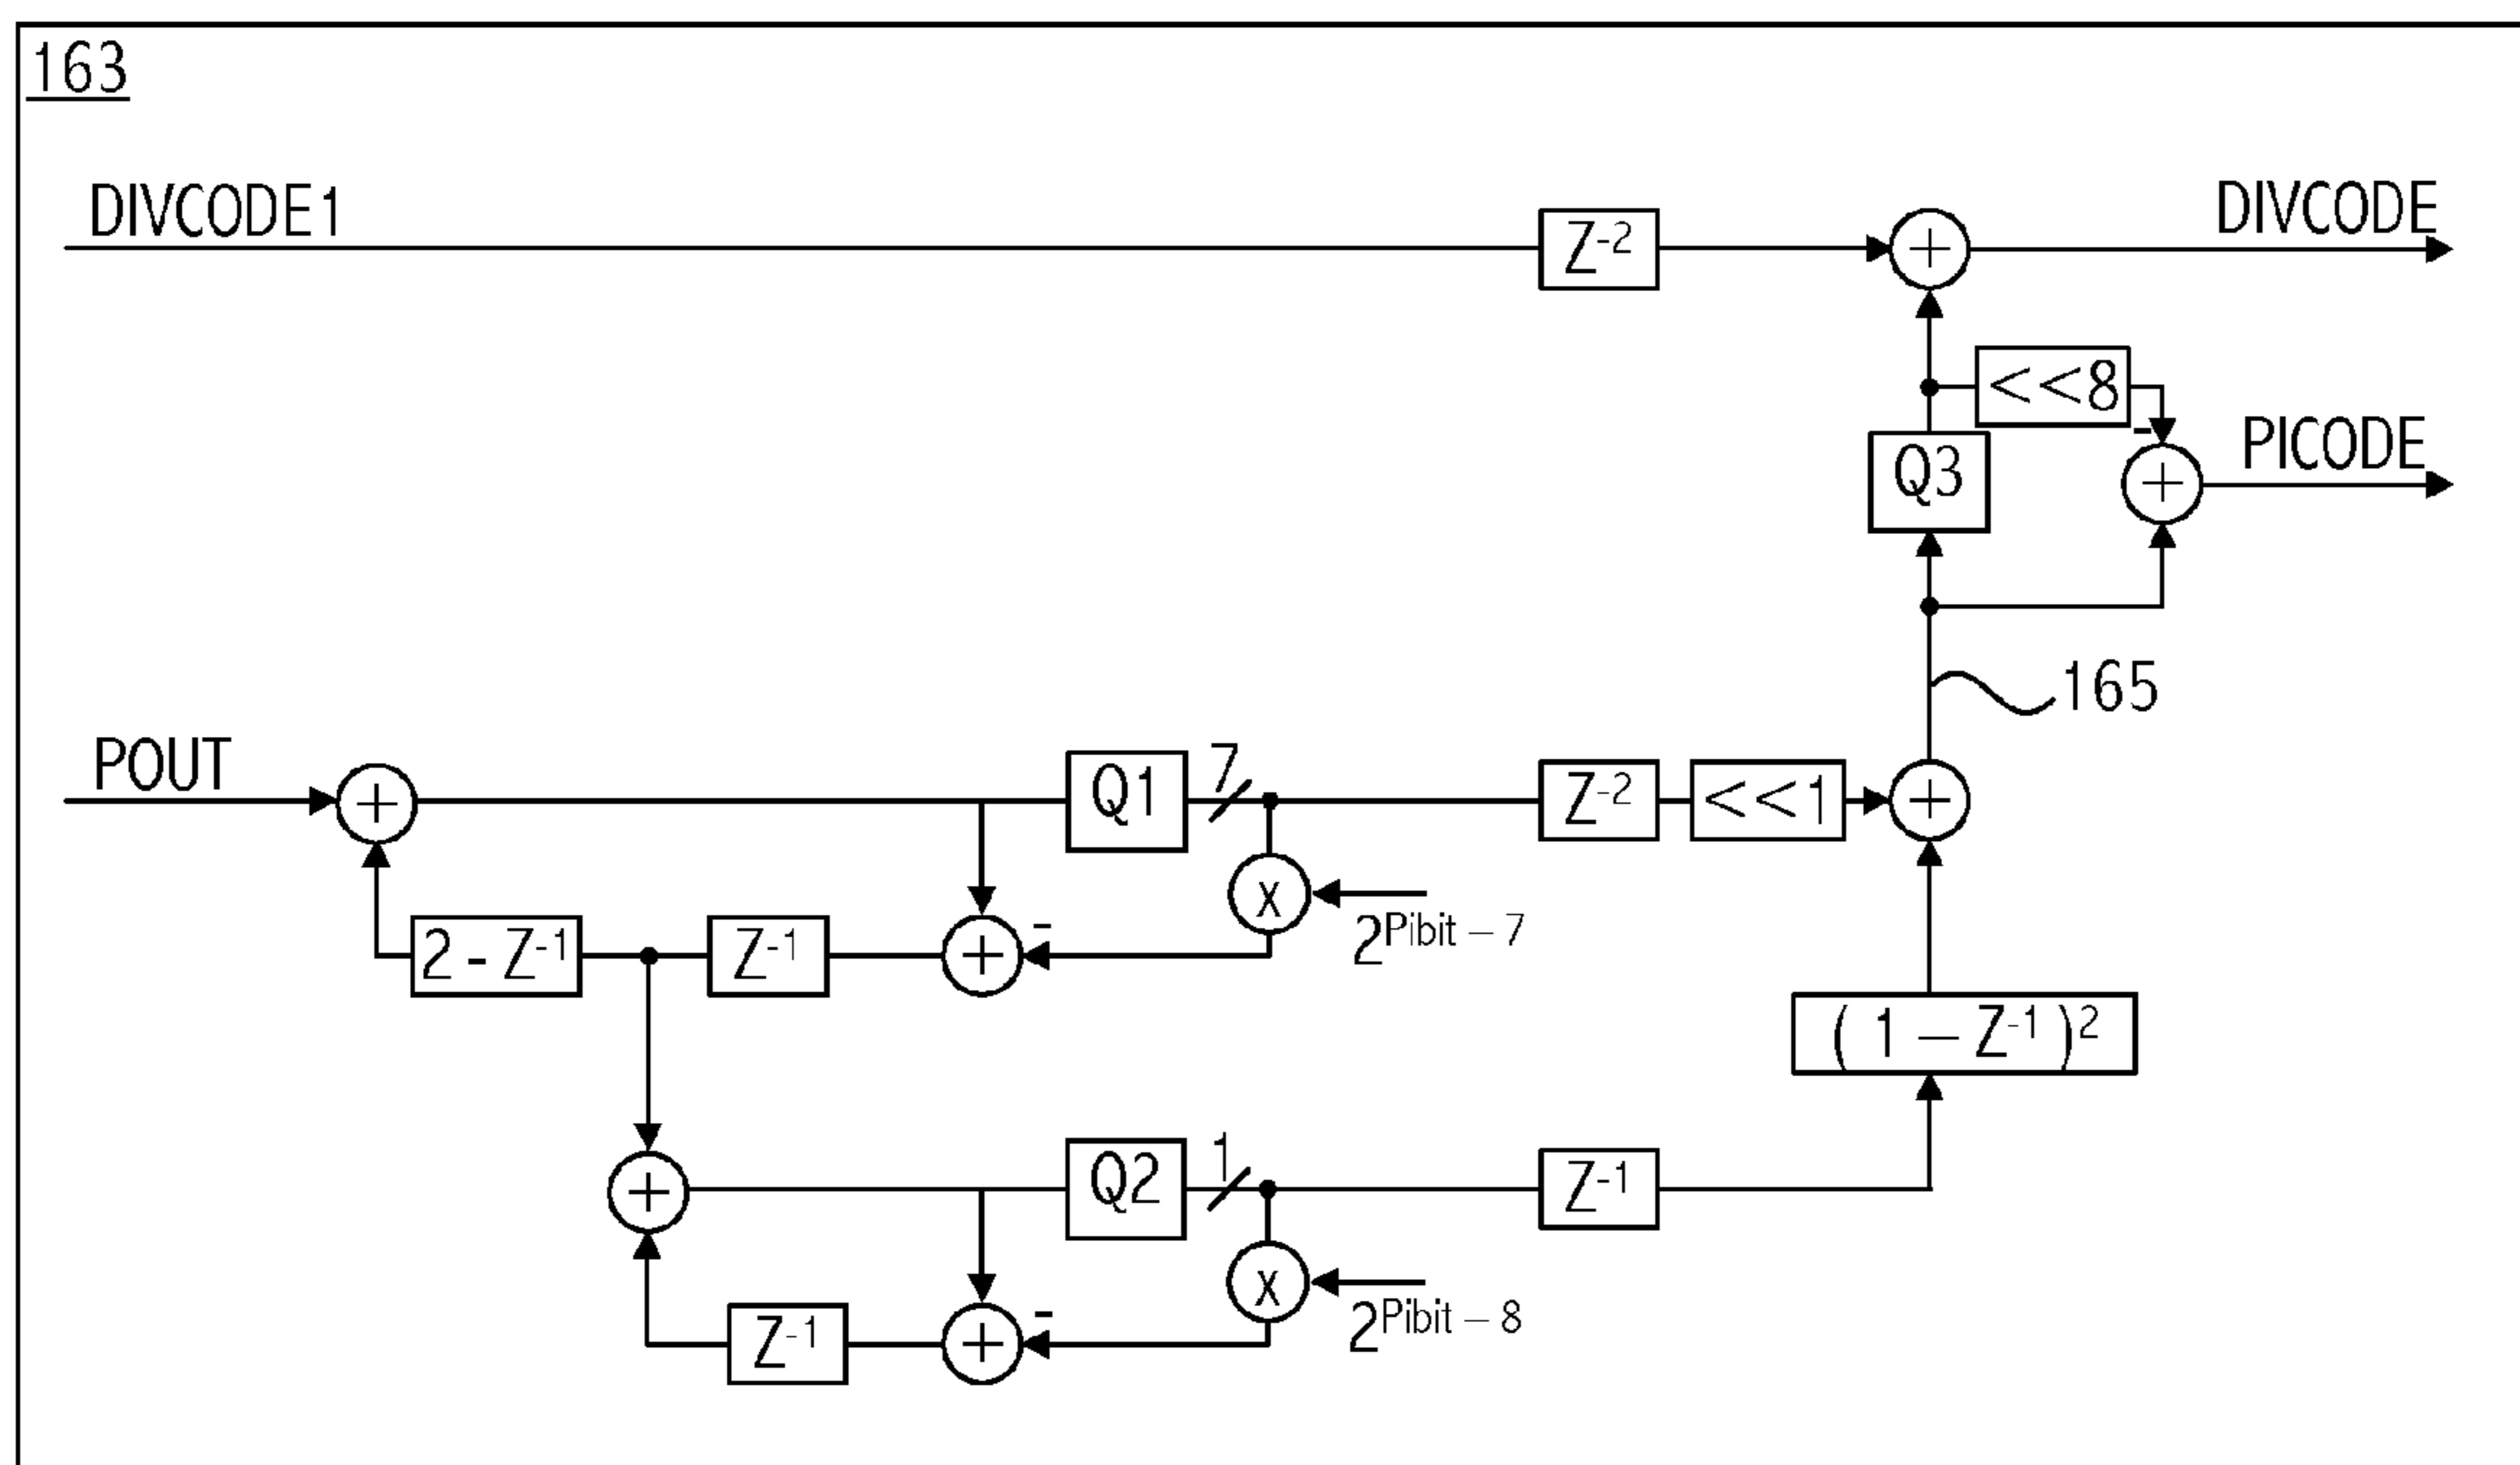 163
DIVCODE1
Z-2
+
DIVCODE
<<8
-
Q3
+
PICODE
165
POUT
+
Q1
7
Z-2
<<1
+
x
2Pibit – 7
2 - Z-1
Z-1
+
-
( 1 – Z-1 )2
+
Q2
1
Z-1
x
2Pibit – 8
Z-1
+
-